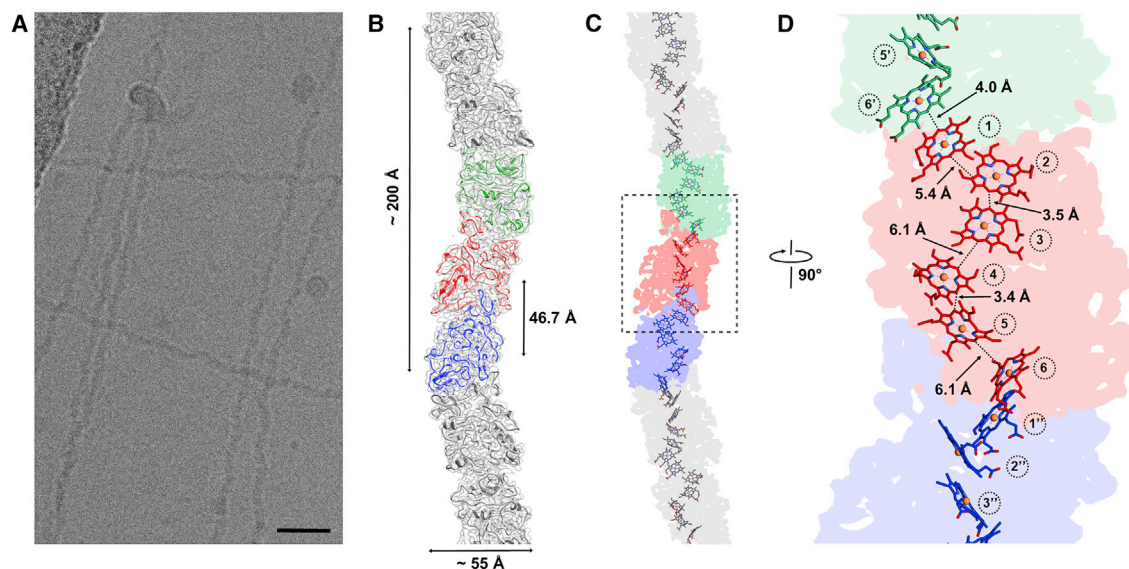 A
B
C
D
~ 200 Å
46.7 Å
~ 55 Å
90°
5'
6'
4.0 Å
1
2
5.4 Å
3.5 Å
6.1 Å
3
4
3.4 Å
5
6.1 Å
6
1''
2''
3''